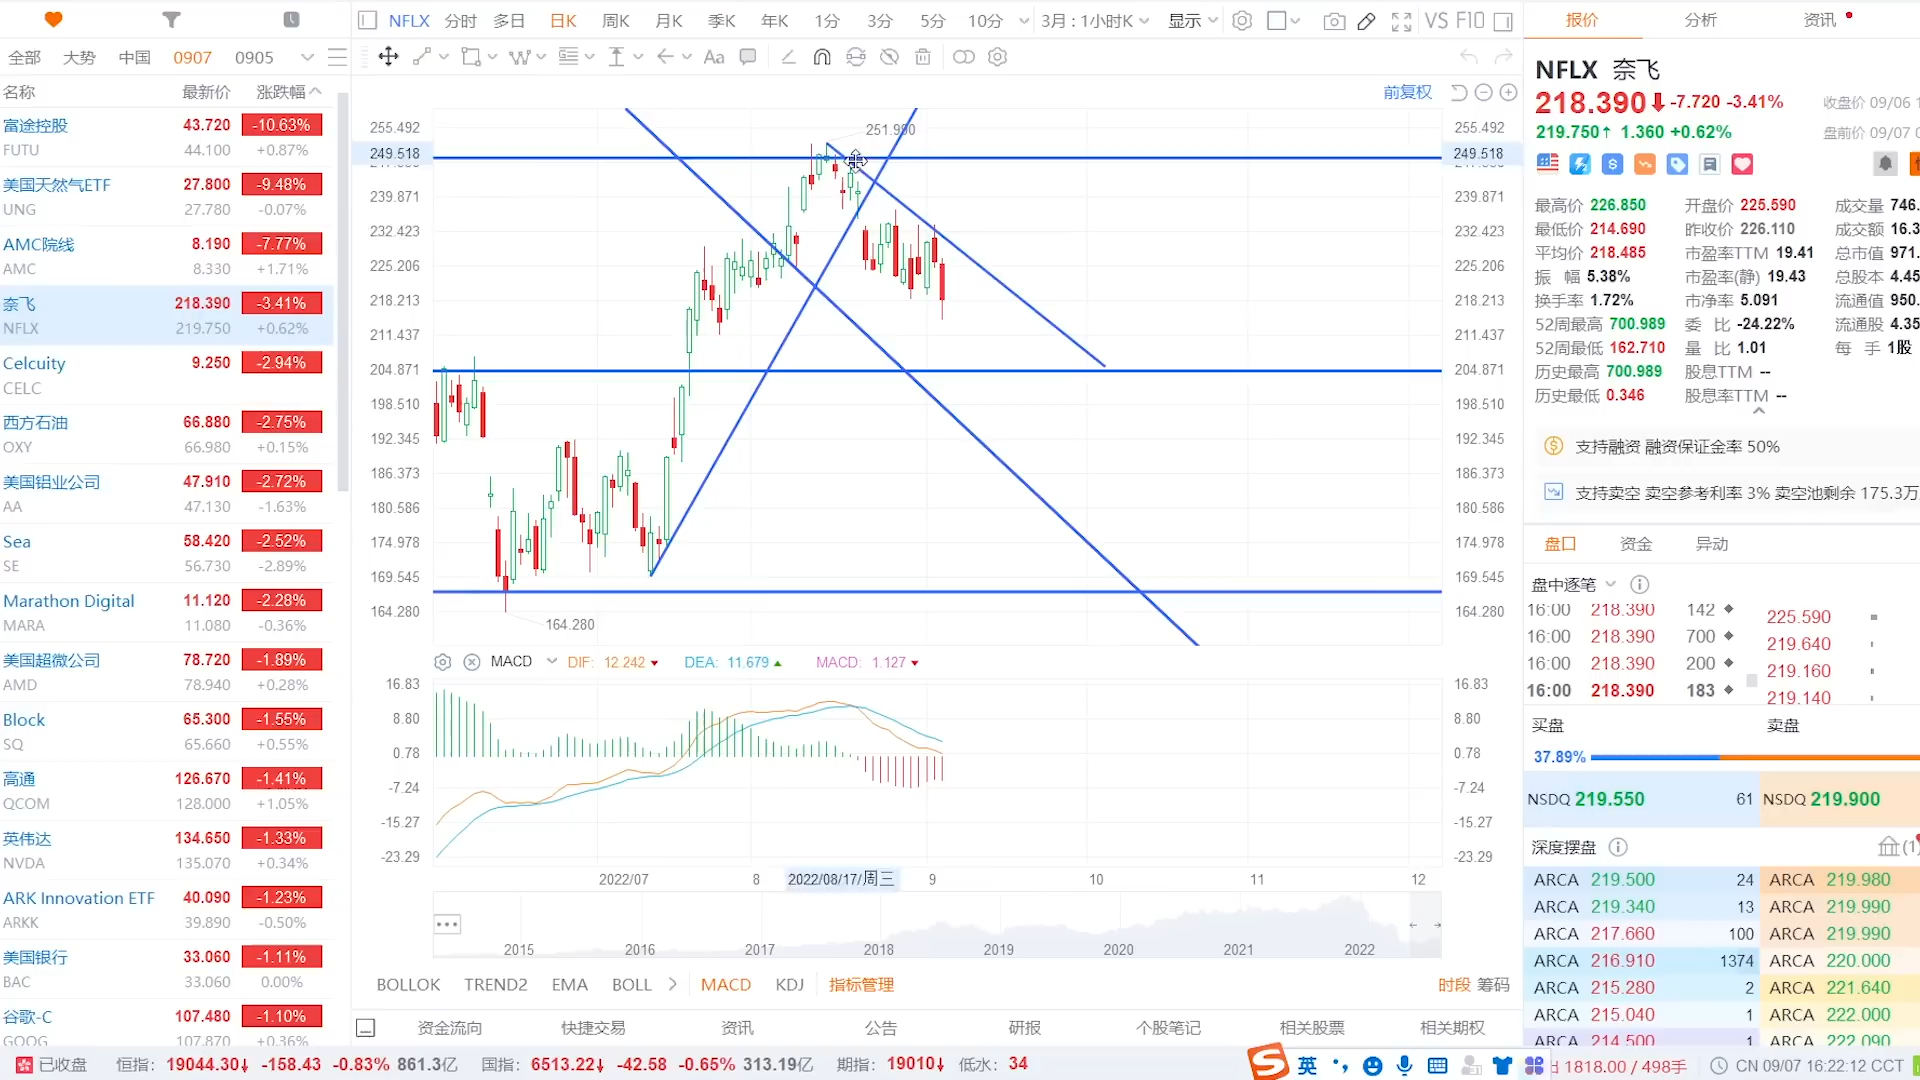 NFLX 分时 多日 日K 周K 月K 季K 年K 1分 3分 5分 10分 3月 : 1小时K 显示 VS F10
报价 分析 资讯
全部 大势 中国 0907 0905
Aa
名称 最新价 涨跌幅
富途控股 43.720 -10.63%
FUTU 44.100 +0.87%
美国天然气ETF 27.800 -9.48%
UNG 27.780 -0.07%
AMC院线 8.190 -7.77%
AMC 8.330 +1.71%
奈飞 218.390 -3.41%
NFLX 219.750 +0.62%
Celcuity 9.250 -2.94%
CELC
西方石油 66.880 -2.75%
OXY 66.980 +0.15%
美国铝业公司 47.910 -2.72%
AA 47.130 -1.63%
Sea 58.420 -2.52%
SE 56.730 -2.89%
Marathon Digital 11.120 -2.28%
MARA 11.080 -0.36%
美国超微公司 78.720 -1.89%
AMD 78.940 +0.28%
Block 65.300 -1.55%
SQ 65.660 +0.55%
高通 126.670 -1.41%
QCOM 128.000 +1.05%
英伟达 134.650 -1.33%
NVDA 135.070 +0.34%
ARK Innovation ETF 40.090 -1.23%
ARKK 39.890 -0.50%
美国银行 33.060 -1.11%
BAC 33.060 0.00%
谷歌-C 107.480 -1.10%
GOOG 107.870 +0.36%
前复权
255.492 251.990 255.492
249.518 249.518
239.871 239.871
232.423 232.423
225.206 225.206
218.213 218.213
211.437 211.437
204.871 204.871
198.510 198.510
192.345 192.345
186.373 186.373
180.586 180.586
174.978 174.978
169.545 169.545
164.280 164.280
164.280
MACD DIF: 12.242 DEA: 11.679 MACD: 1.127
16.83 16.83
8.80 8.80
0.78 0.78
-7.24 -7.24
-15.27 -15.27
-23.29 -23.29
2022/07 8 2022/08/17/周三 9 10 11 12
2015 2016 2017 2018 2019 2020 2021 2022
BOLLOK TREND2 EMA BOLL MACD KDJ 指标管理 时段 筹码
资金流向 快捷交易 资讯 公告 研报 个股笔记 相关股票 相关期权
NFLX 奈飞
218.390 -7.720 -3.41% 收盘价 09/06 1
219.750↑ 1.360 +0.62% 盘前价 09/07 0
最高价 226.850 开盘价 225.590 成交量 746.
最低价 214.690 昨收价 226.110 成交额 16.3
平均价 218.485 市盈率TTM 19.41 总市值 971.
振 幅 5.38% 市盈率(静) 19.43 总股本 4.45
换手率 1.72% 市净率 5.091 流通值 950.
52周最高 700.989 委 比 -24.22% 流通股 4.35
52周最低 162.710 量 比 1.01 每 手 1股
历史最高 700.989 股息TTM --
历史最低 0.346 股息率TTM --
支持融资 融资保证金率 50%
支持卖空 卖空参考利率 3% 卖空池剩余 175.3万
盘口 资金 异动
盘中逐笔
16:00 218.390 142
16:00 218.390 700
16:00 218.390 200
16:00 218.390 183
225.590
219.640
219.160
219.140
买盘 卖盘
37.89%
NSDQ 219.550 61 NSDQ 219.900
深度摆盘 (1
ARCA 219.500 24 ARCA 219.980
ARCA 219.340 13 ARCA 219.990
ARCA 217.660 100 ARCA 219.990
ARCA 216.910 1374 ARCA 220.000
ARCA 215.280 2 ARCA 221.640
ARCA 215.040 1 ARCA 222.000
ARCA 214.500 1 ARCA 222.090
已收盘 恒指: 19044.30↓ -158.43 -0.83% 861.3亿 国指: 6513.22↓ -42.58 -0.65% 313.19亿 期指: 19010↓ 低水: 34 英 1818.00 / 498手 CN 09/07 16:22:12 CCT